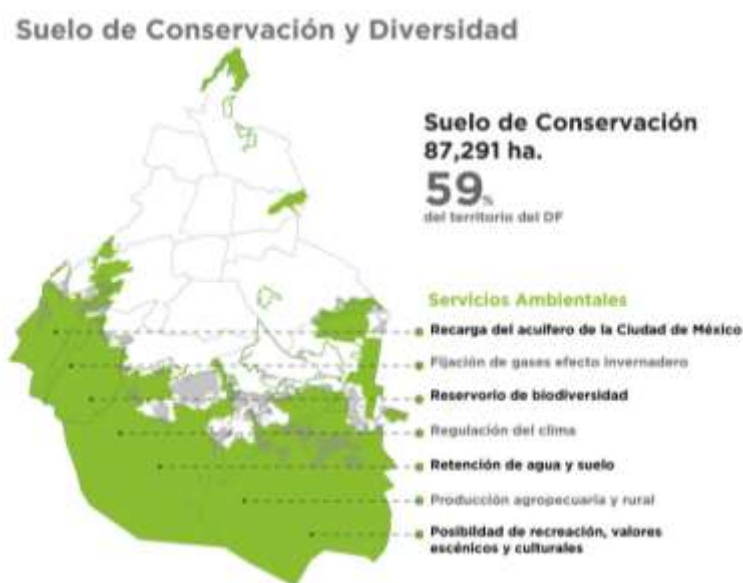 Suelo de Conservación y Diversidad
Suelo de Conservación
87,291 ha.
59%
del territorio del DF
Servicios Ambientales
Recarga del acuífero de la Ciudad de México
Fijación de gases efecto invernadero
Reservorio de biodiversidad
Regulación del clima
Retención de agua y suelo
Producción agropecuaria y rural
Posibilidad de recreación, valores
escénicos y culturales